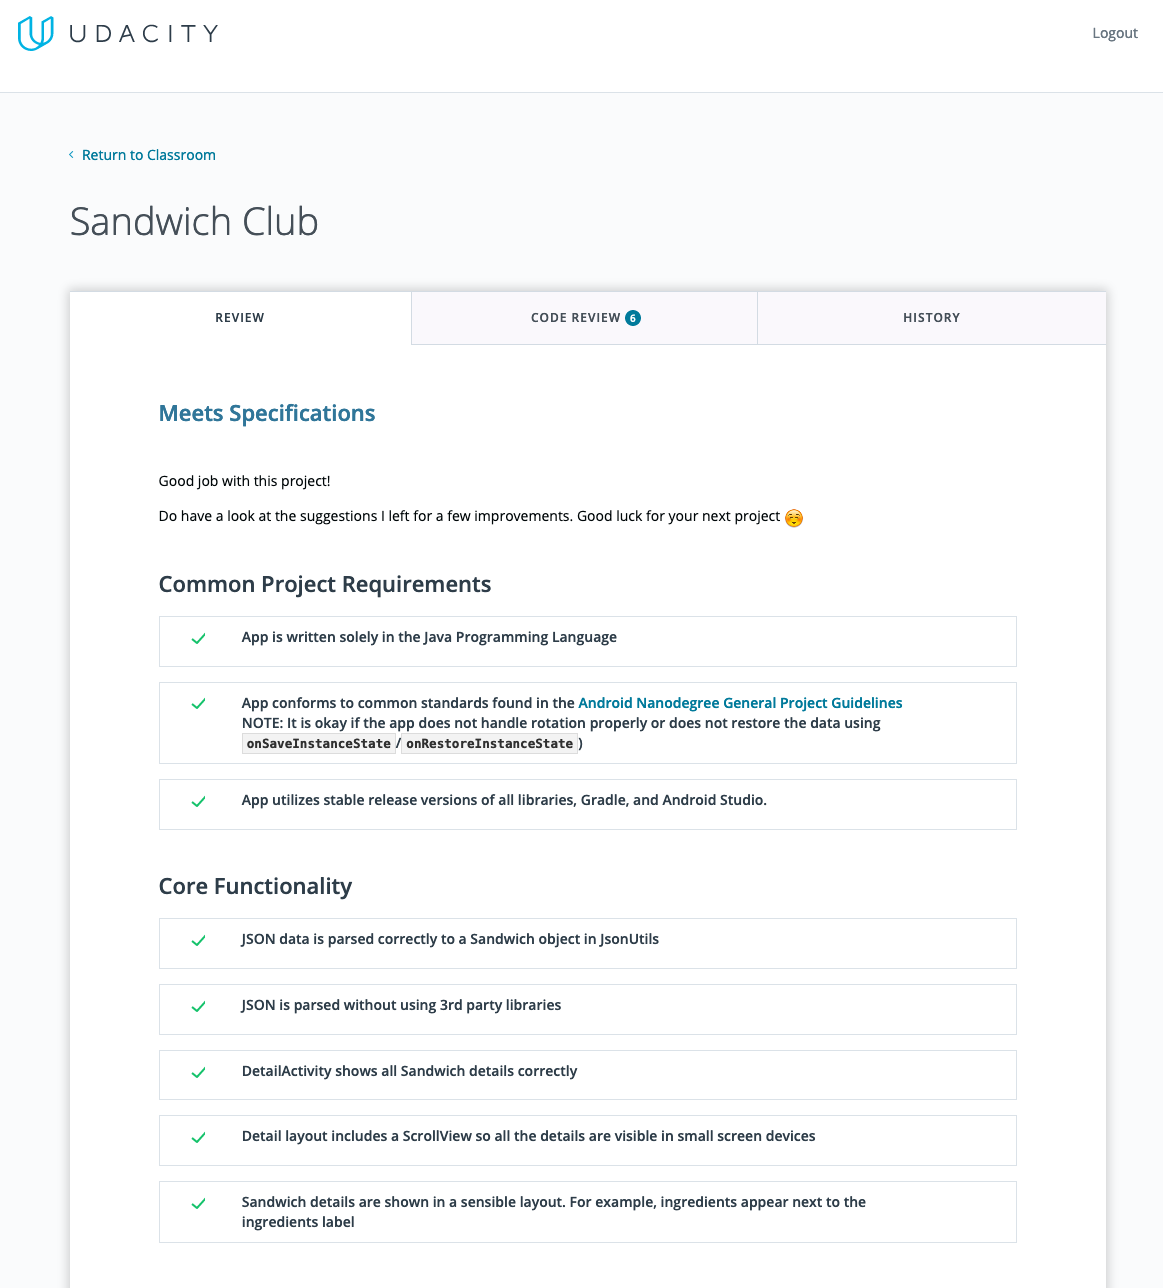 UDACITY
Logout
Return to Classroom
Sandwich Club
REVIEW
CODE REVIEW 6
HISTORY
Meets Specifications
Good job with this project!
Do have a look at the suggestions I left for a few improvements. Good luck for your next project
Common Project Requirements
App is written solely in the Java Programming Language
App conforms to common standards found in the Android Nanodegree General Project Guidelines
NOTE: It is okay if the app does not handle rotation properly or does not restore the data using
onSaveInstanceState/onRestoreInstanceState)
App utilizes stable release versions of all libraries, Gradle, and Android Studio.
Core Functionality
JSON data is parsed correctly to a Sandwich object in JsonUtils
JSON is parsed without using 3rd party libraries
DetailActivity shows all Sandwich details correctly
Detail layout includes a ScrollView so all the details are visible in small screen devices
Sandwich details are shown in a sensible layout. For example, ingredients appear next to the
ingredients label